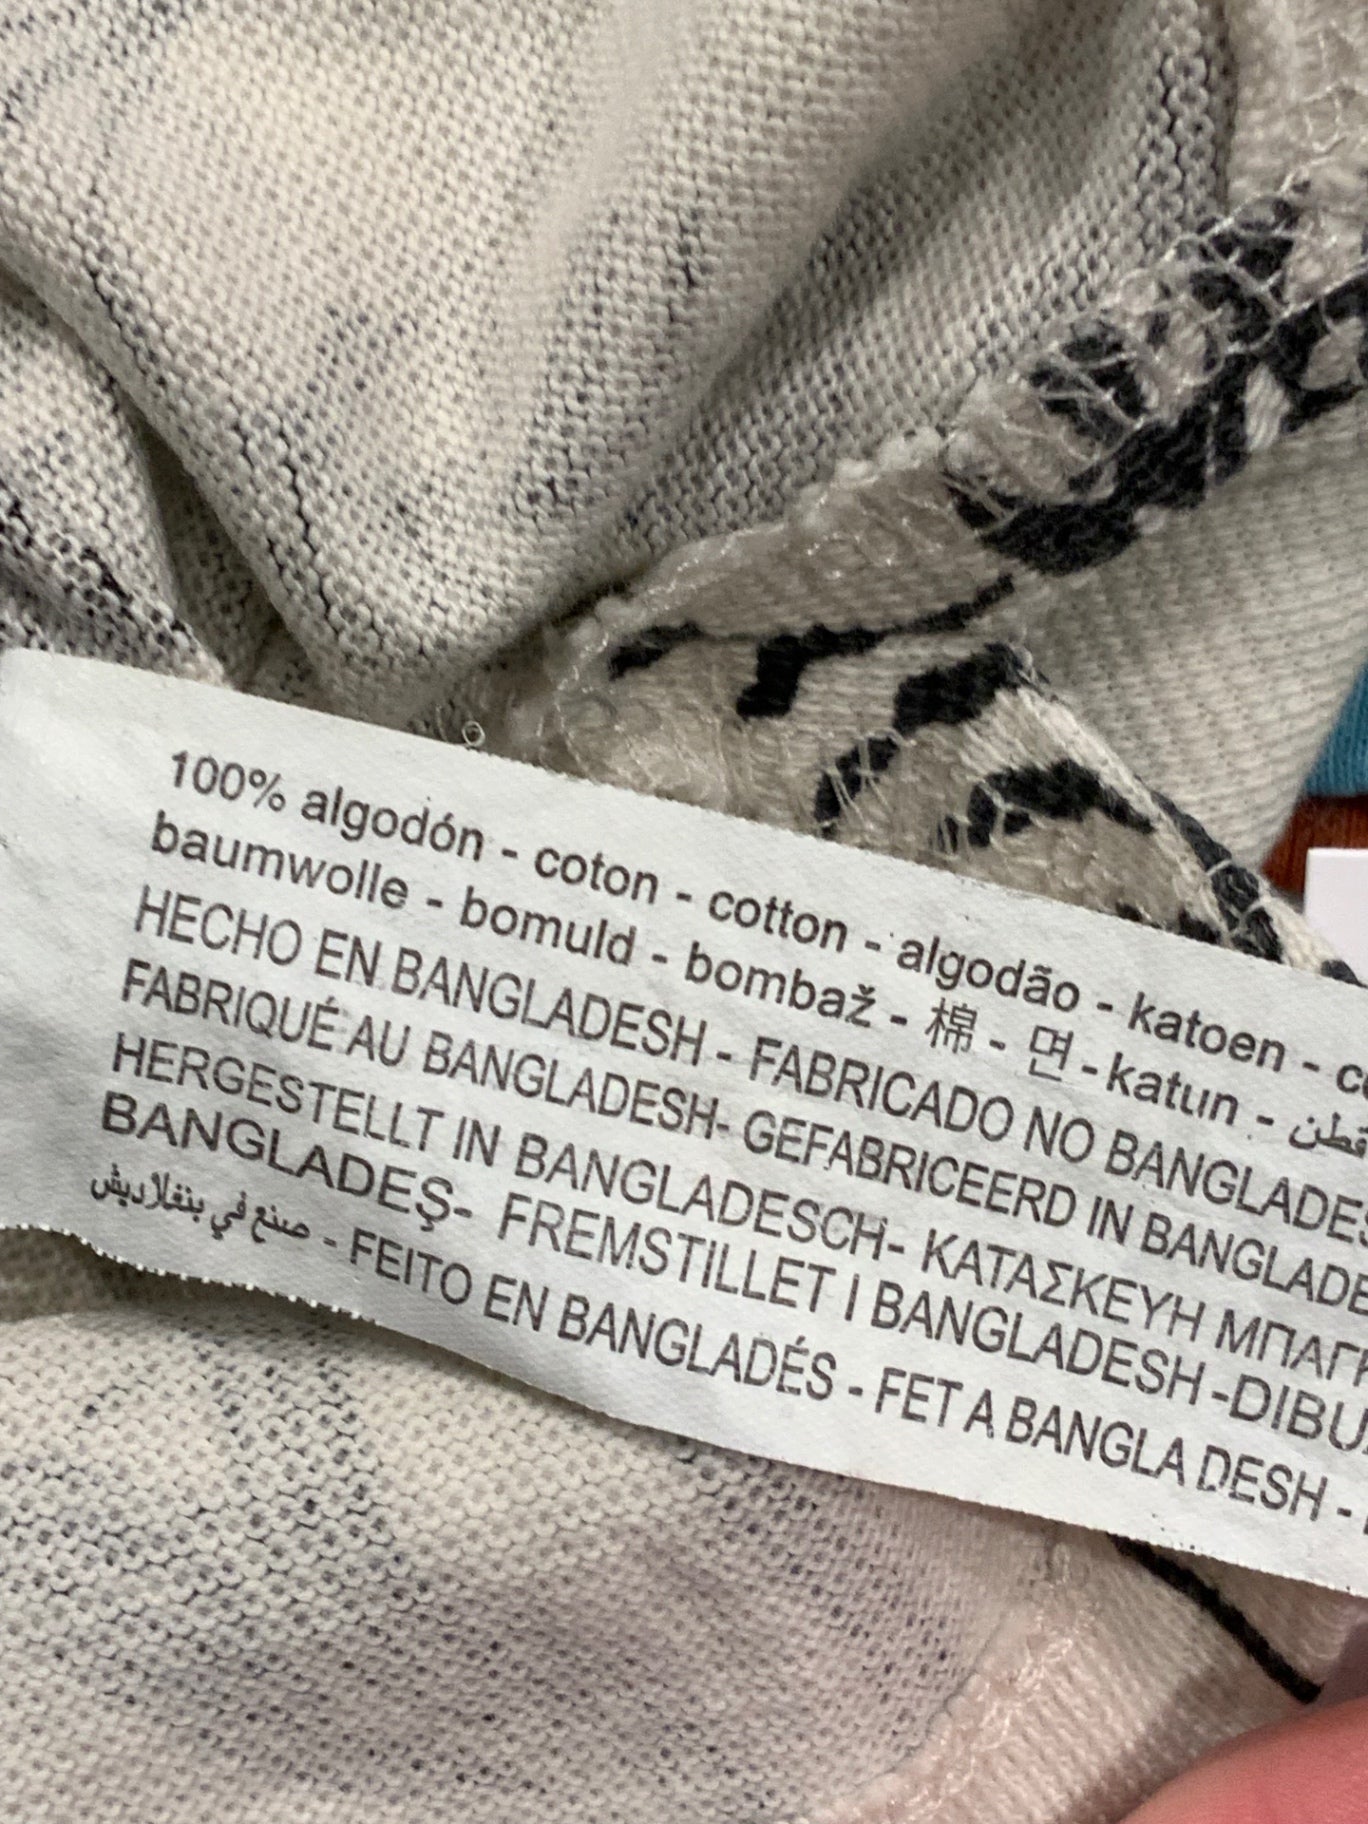 100% algodón - coton - cotton - algodão - katoen -
baumwolle - bomuld - bombaž - 棉 - 면 - katun - قطن
HECHO EN BANGLADESH - FABRICADO NO BANGLADES
FABRIQUÉ AU BANGLADESH- GEFABRICEERD IN BANGLADE
HERGESTELLT IN BANGLADESCH- ΚΑΤΑΣΚΕΥΗ ΜΠΑΓΚ
BANGLADEŞ- FREMSTILLET I BANGLADESH -DIBU
صنع في بنغلاديش - FEITO EN BANGLADÉS - FET A BANGLA DESH -